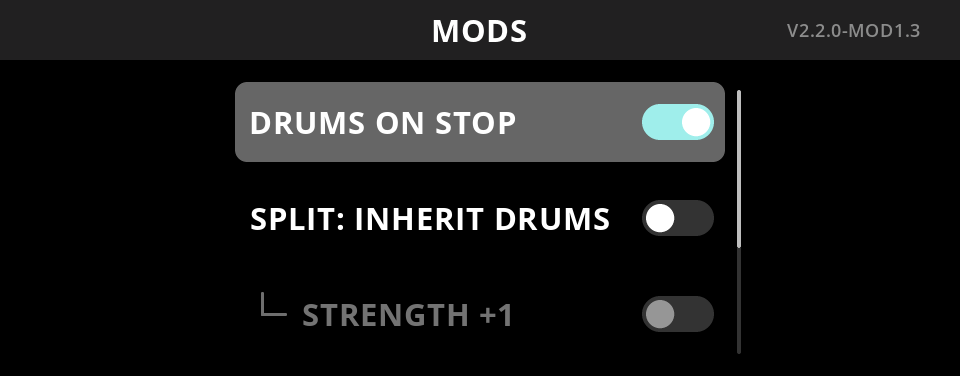 MODS
V2.2.0-MOD1.3
DRUMS ON STOP
SPLIT: INHERIT DRUMS
STRENGTH +1